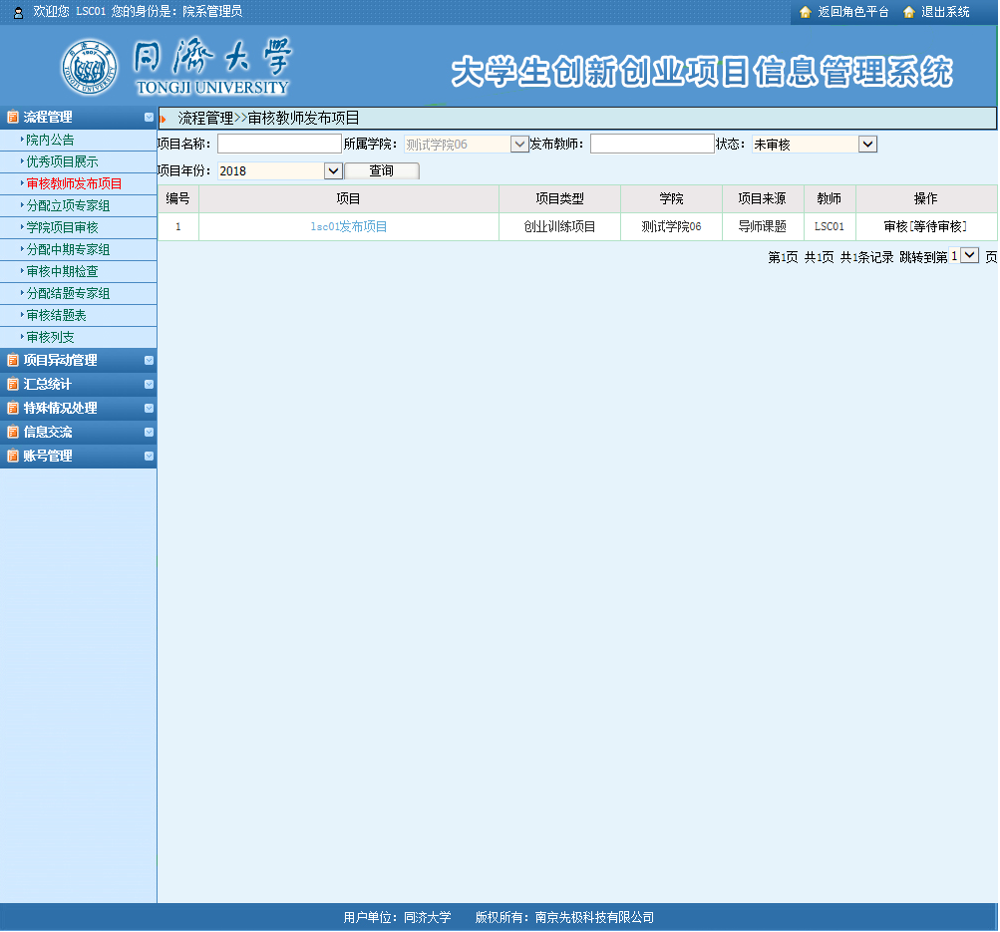 欢迎您 LSC01 您的身份是：院系管理员
返回角色平台 退出系统
同济大学
TONGJI UNIVERSITY
大学生创新创业项目信息管理系统
流程管理
院内公告
优秀项目展示
审核教师发布项目
分配立项专家组
学院项目审核
分配中期专家组
审核中期检查
分配结题专家组
审核结题表
审核列支
项目异动管理
汇总统计
特殊情况处理
信息交流
账号管理
流程管理>>审核教师发布项目
项目名称： 所属学院： 测试学院06 发布教师： 状态： 未审核
项目年份： 2018 查询
编号 项目 项目类型 学院 项目来源 教师 操作
1 lsc01发布项目 创业训练项目 测试学院06 导师课题 LSC01 审核[等待审核]
第1页 共1页 共1条记录 跳转到第 1 页
用户单位：同济大学 版权所有：南京先极科技有限公司